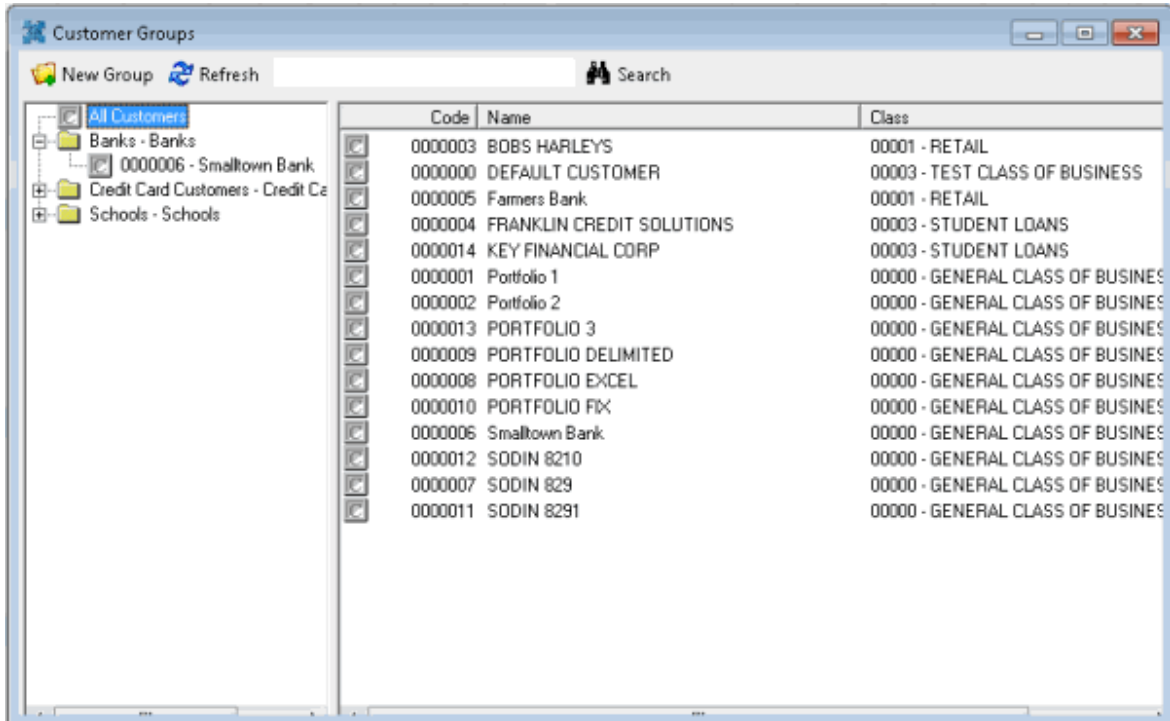 Customer Groups
New Group Refresh Search
All Customers
Banks - Banks
0000006 - Smalltown Bank
Credit Card Customers - Credit Ca
Schools - Schools
Code Name Class
0000003 BOBS HARLEYS 00001 - RETAIL
0000000 DEFAULT CUSTOMER 00003 - TEST CLASS OF BUSINESS
0000005 Farmers Bank 00001 - RETAIL
0000004 FRANKLIN CREDIT SOLUTIONS 00003 - STUDENT LOANS
0000014 KEY FINANCIAL CORP 00003 - STUDENT LOANS
0000001 Portfolio 1 00000 - GENERAL CLASS OF BUSINES
0000002 Portfolio 2 00000 - GENERAL CLASS OF BUSINES
0000013 PORTFOLIO 3 00000 - GENERAL CLASS OF BUSINES
0000009 PORTFOLIO DELIMITED 00000 - GENERAL CLASS OF BUSINES
0000008 PORTFOLIO EXCEL 00000 - GENERAL CLASS OF BUSINES
0000010 PORTFOLIO FIX 00000 - GENERAL CLASS OF BUSINES
0000006 Smalltown Bank 00000 - GENERAL CLASS OF BUSINES
0000012 SODIN 8210 00000 - GENERAL CLASS OF BUSINES
0000007 SODIN 829 00000 - GENERAL CLASS OF BUSINES
0000011 SODIN 8291 00000 - GENERAL CLASS OF BUSINES